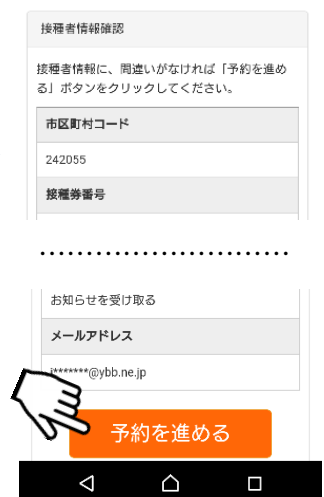 接種者情報確認
接種者情報に、間違いがなければ「予約を進め
る」ボタンをクリックしてください。
市区町村コード
242055
接種券番号
お知らせを受け取る
メールアドレス
i*******@ybb.ne.jp
予約を進める